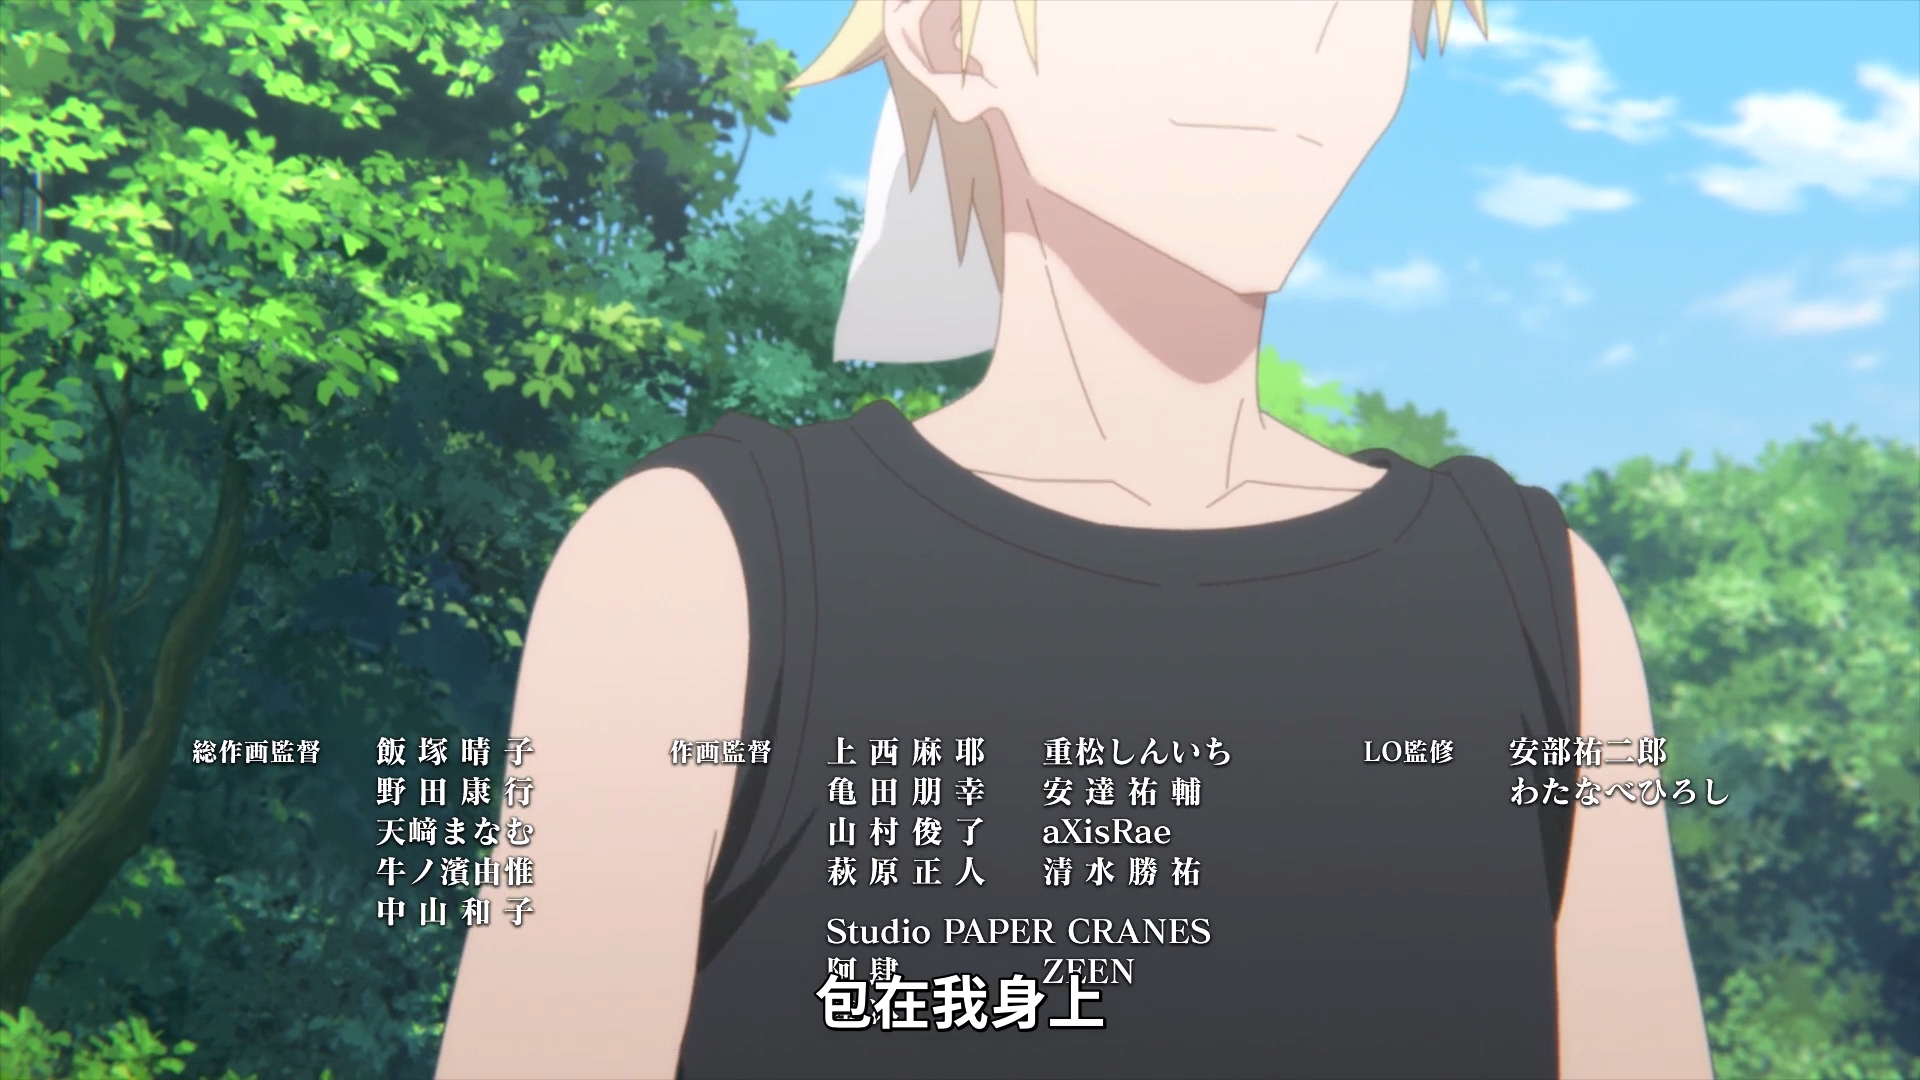 総作画監督
飯塚晴子
野田康行
天﨑まなむ
牛ノ濱由惟
中山和子
作画監督
上西麻耶 重松しんいち
亀田朋幸 安達祐輔
山村俊了 aXisRae
萩原正人 清水勝祐
Studio PAPER CRANES
阿肆 ZEEN
LO監修
安部祐二郎
わたなべひろし
包在我身上